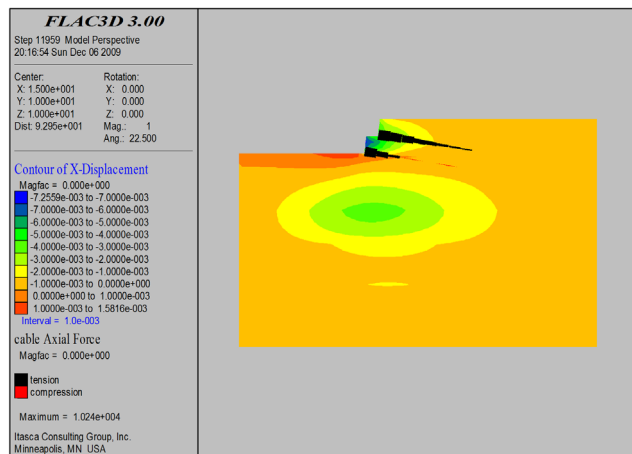 FLAC3D 3.00
Step 11959 Model Perspective
20:16:54 Sun Dec 06 2009
Center: Rotation:
X: 1.500e+001 X: 0.000
Y: 1.000e+001 Y: 0.000
Z: 1.000e+001 Z: 0.000
Dist: 9.295e+001 Mag.: 1
Ang.: 22.500
Contour of X-Displacement
Magfac = 0.000e+000
-7.2559e-003 to -7.0000e-003
-7.0000e-003 to -6.0000e-003
-6.0000e-003 to -5.0000e-003
-5.0000e-003 to -4.0000e-003
-4.0000e-003 to -3.0000e-003
-3.0000e-003 to -2.0000e-003
-2.0000e-003 to -1.0000e-003
-1.0000e-003 to 0.0000e+000
0.0000e+000 to 1.0000e-003
1.0000e-003 to 1.5816e-003
Interval = 1.0e-003
cable Axial Force
Magfac = 0.000e+000
tension
compression
Maximum = 1.024e+004
Itasca Consulting Group, Inc.
Minneapolis, MN USA